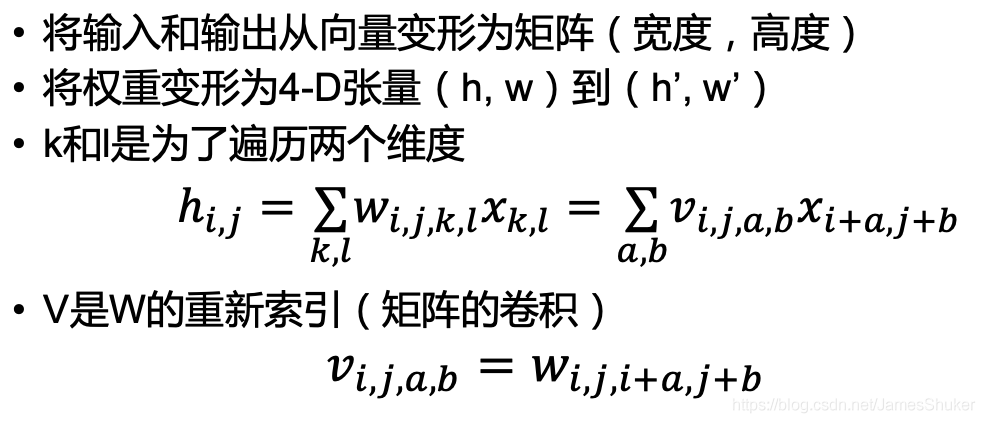 • 将输入和输出从向量变形为矩阵（宽度，高度）
• 将权重变形为4-D张量（h, w）到（h’, w’）
• k和l是为了遍历两个维度
h_{i,j} = ∑_{k,l} w_{i,j,k,l} x_{k,l} = ∑_{a,b} v_{i,j,a,b} x_{i+a,j+b}
• V是W的重新索引（矩阵的卷积）
v_{i,j,a,b} = w_{i,j,i+a,j+b}
https://blog.csdn.net/JamesShuker